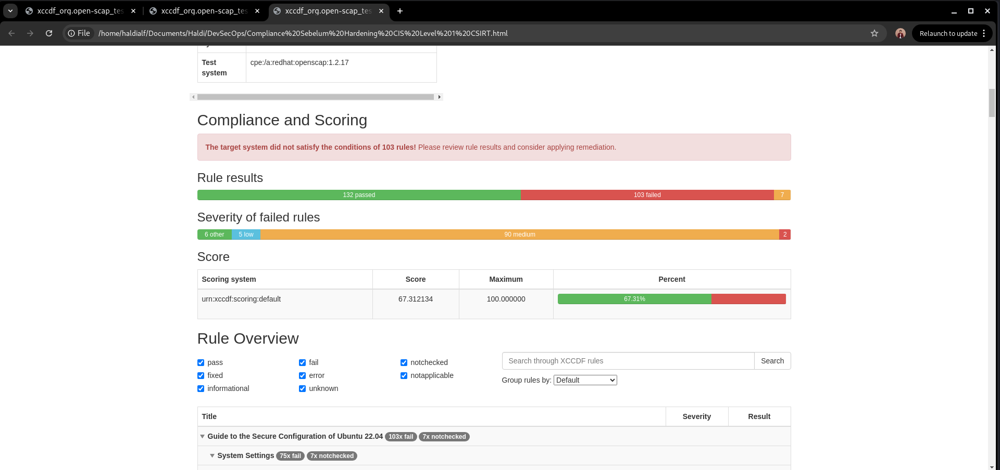 xccdf_org.open-scap_tes
xccdf_org.open-scap_tes
xccdf_org.open-scap_tes
File
/home/haldialf/Documents/Haldi/DevSecOps/Compliance%20Sebelum%20Hardening%20CIS%20Level%201%20CSIRT.html
Relaunch to update
Test system
cpe:/a:redhat:openscap:1.2.17
Compliance and Scoring
The target system did not satisfy the conditions of 103 rules! Please review rule results and consider applying remediation.
Rule results
132 passed 103 failed 7
Severity of failed rules
6 other 5 low 90 medium 2
Score
Scoring system Score Maximum Percent
urn:xccdf:scoring:default 67.312134 100.000000 67.31%
Rule Overview
pass fail notchecked
fixed error notapplicable
informational unknown
Search through XCCDF rules Search
Group rules by: Default
Title Severity Result
Guide to the Secure Configuration of Ubuntu 22.04 103x fail 7x notchecked
System Settings 75x fail 7x notchecked